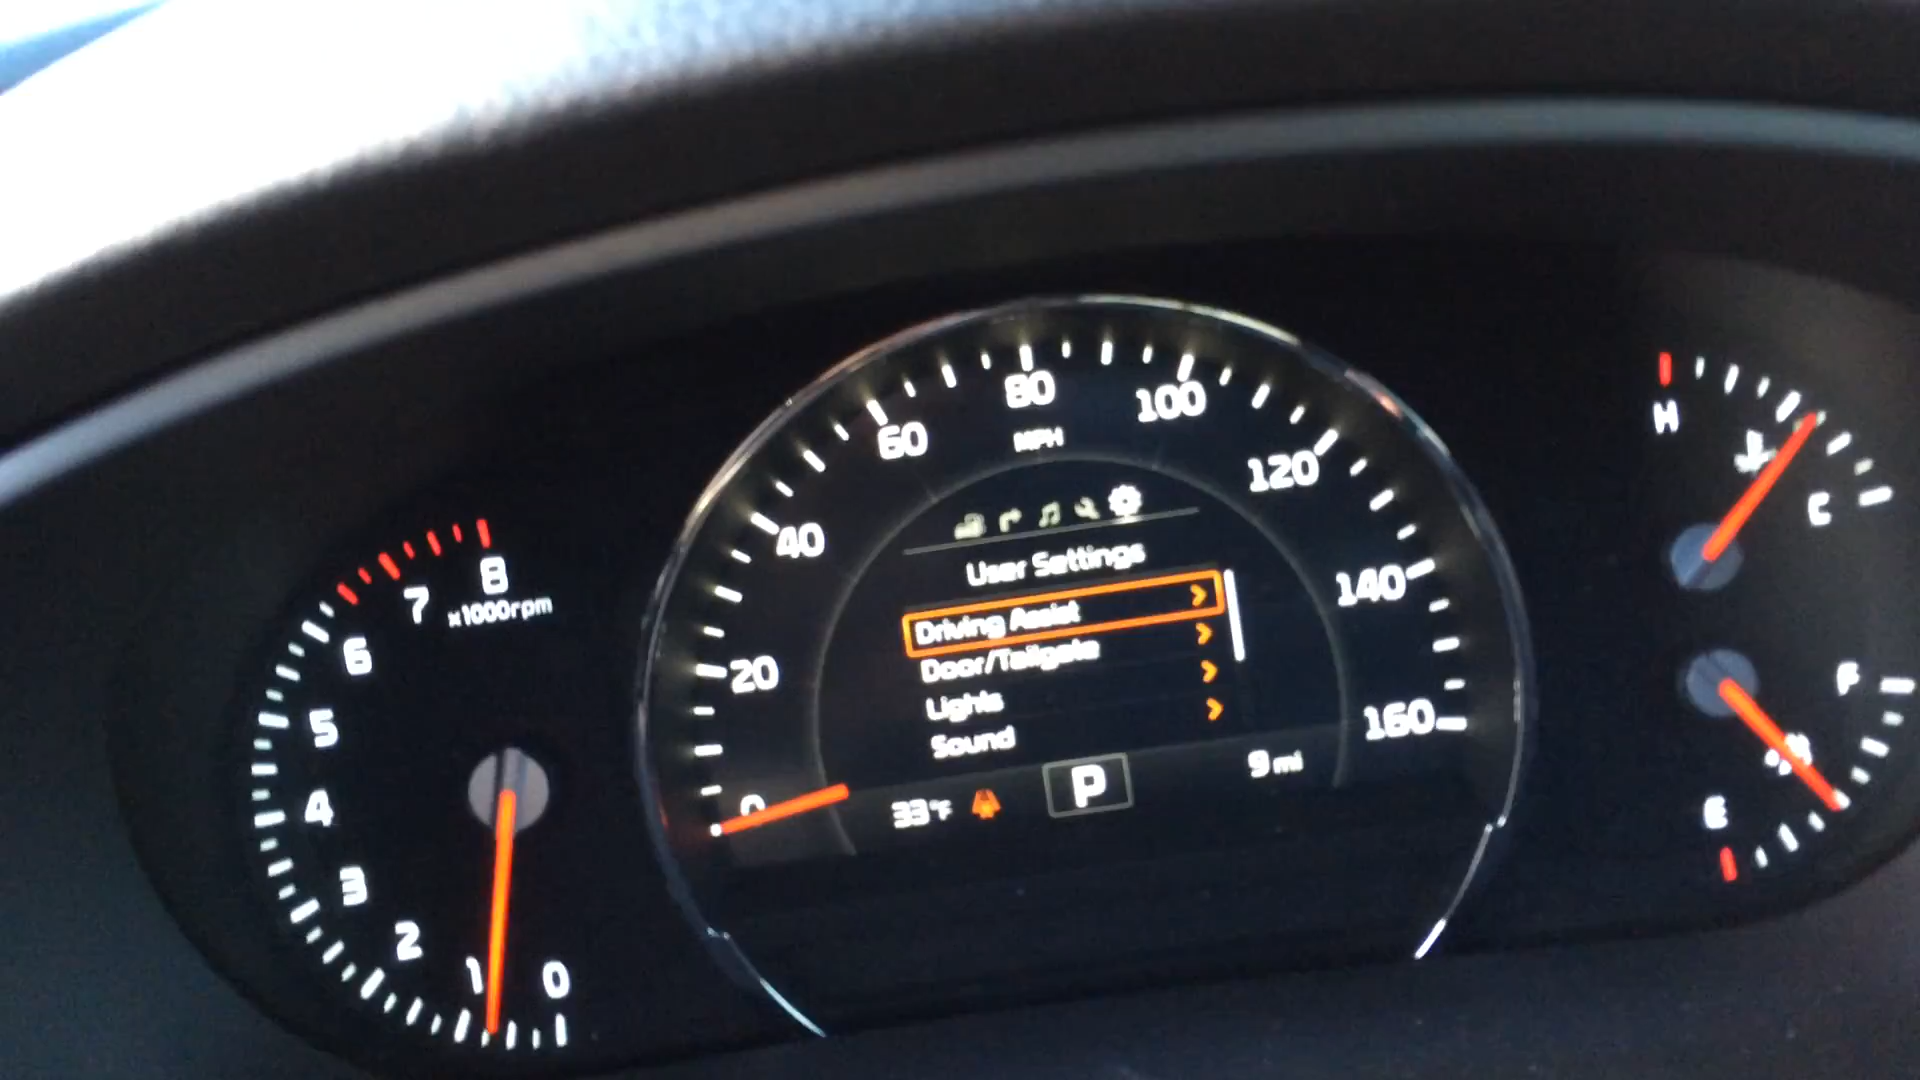 8
7
x1000rpm
6
5
4
3
2
1
0
0
20
40
60
80
100
120
140
160
MPH
User Settings
Driving Assist
Door/Tailgate
Lights
Sound
33°F
P
9 mi
H
C
F
E